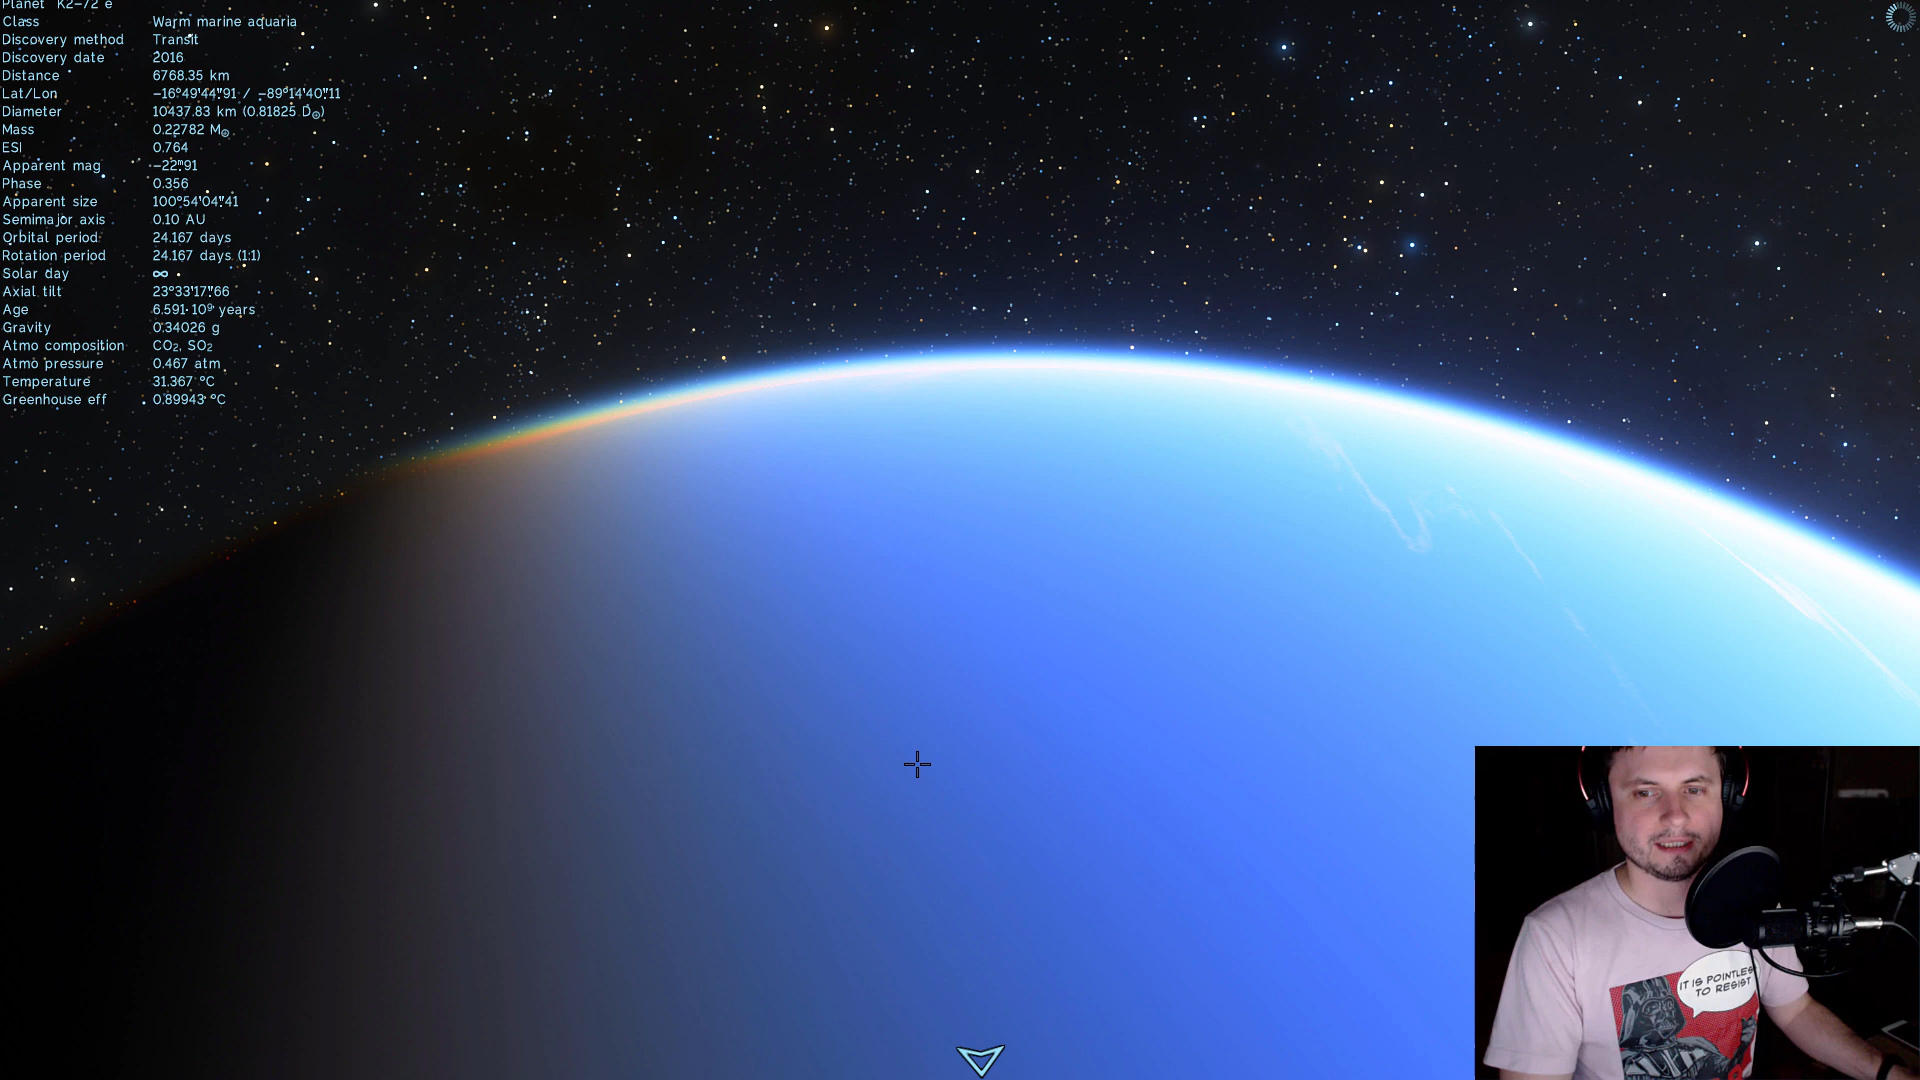 Planet K2-72 e
Class Warm marine aquaria
Discovery method Transit
Discovery date 2016
Distance 6768.35 km
Lat/Lon -16°49'44"91 / -89°14'40"11
Diameter 10437.83 km (0.81825 D⊕)
Mass 0.22782 M⊕
ESI 0.764
Apparent mag -22ᵐ91
Phase 0.356
Apparent size 100°54'04"41
Semimajor axis 0.10 AU
Orbital period 24.167 days
Rotation period 24.167 days (1:1)
Solar day ∞
Axial tilt 23°33'17"66
Age 6.591·10⁹ years
Gravity 0.34026 g
Atmo composition CO₂, SO₂
Atmo pressure 0.467 atm
Temperature 31.367 °C
Greenhouse eff 0.89943 °C
IT IS POINTLESS
TO RESIST